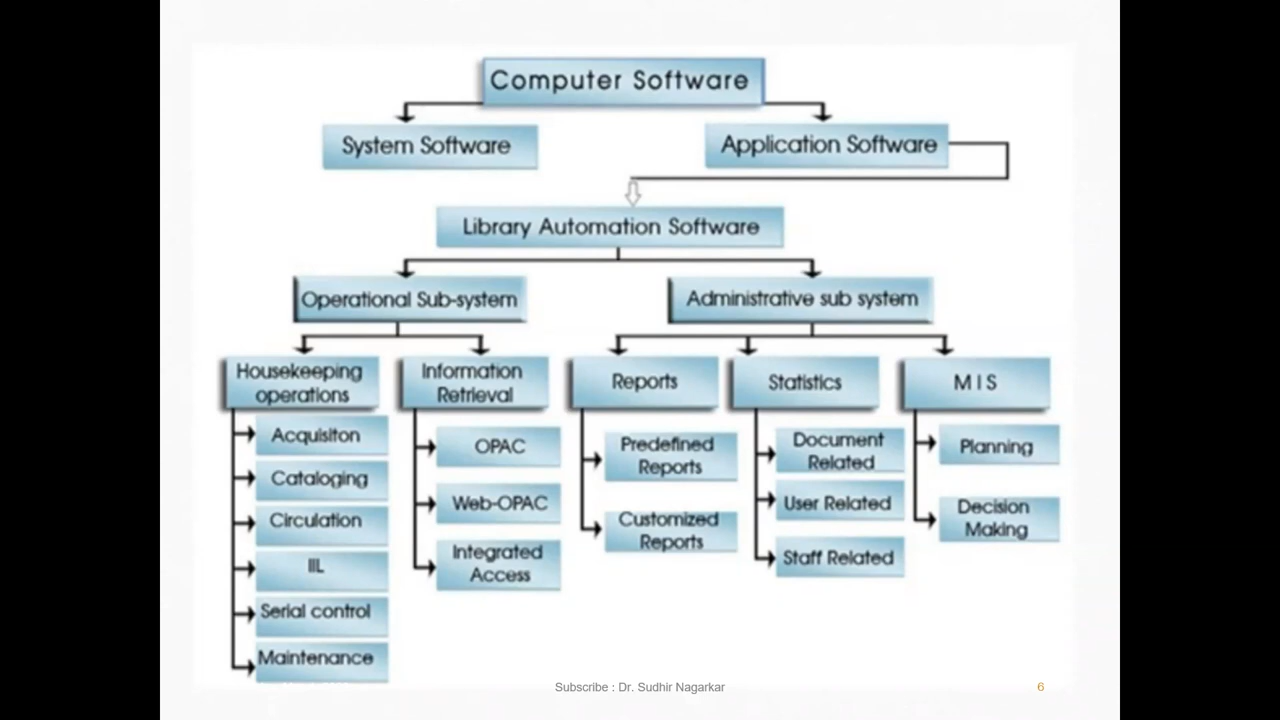 Computer Software
System Software
Application Software
Library Automation Software
Operational Sub-system
Administrative sub system
Housekeeping
operations
Information
Retrieval
Reports
Statistics
M I S
Acquisiton
Cataloging
Circulation
IIL
Serial control
Maintenance
OPAC
Web-OPAC
Integrated
Access
Predefined
Reports
Customized
Reports
Document
Related
User Related
Staff Related
Planning
Decision
Making
Subscribe : Dr. Sudhir Nagarkar
6